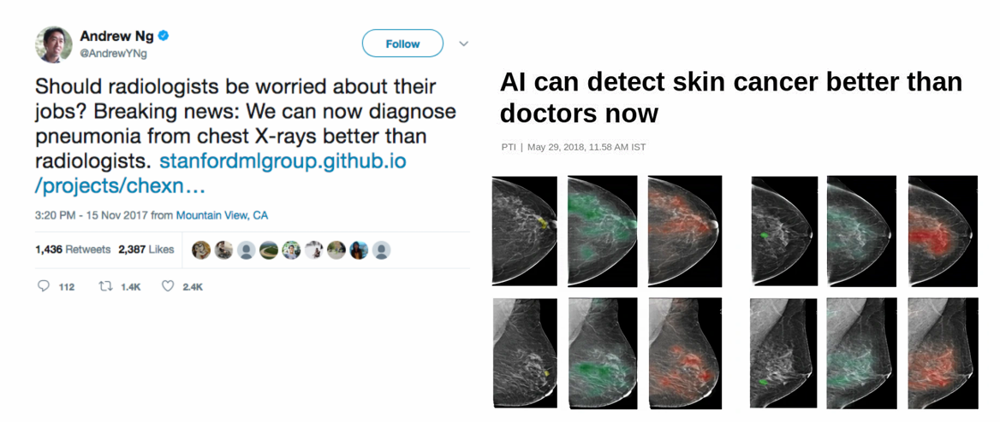 Andrew Ng
@AndrewYNg
Follow
Should radiologists be worried about their
jobs? Breaking news: We can now diagnose
pneumonia from chest X-rays better than
radiologists. stanfordmlgroup.github.io
/projects/chexn…
3:20 PM - 15 Nov 2017 from Mountain View, CA
1,436 Retweets 2,387 Likes
112 1.4K 2.4K
AI can detect skin cancer better than
doctors now
PTI | May 29, 2018, 11.58 AM IST